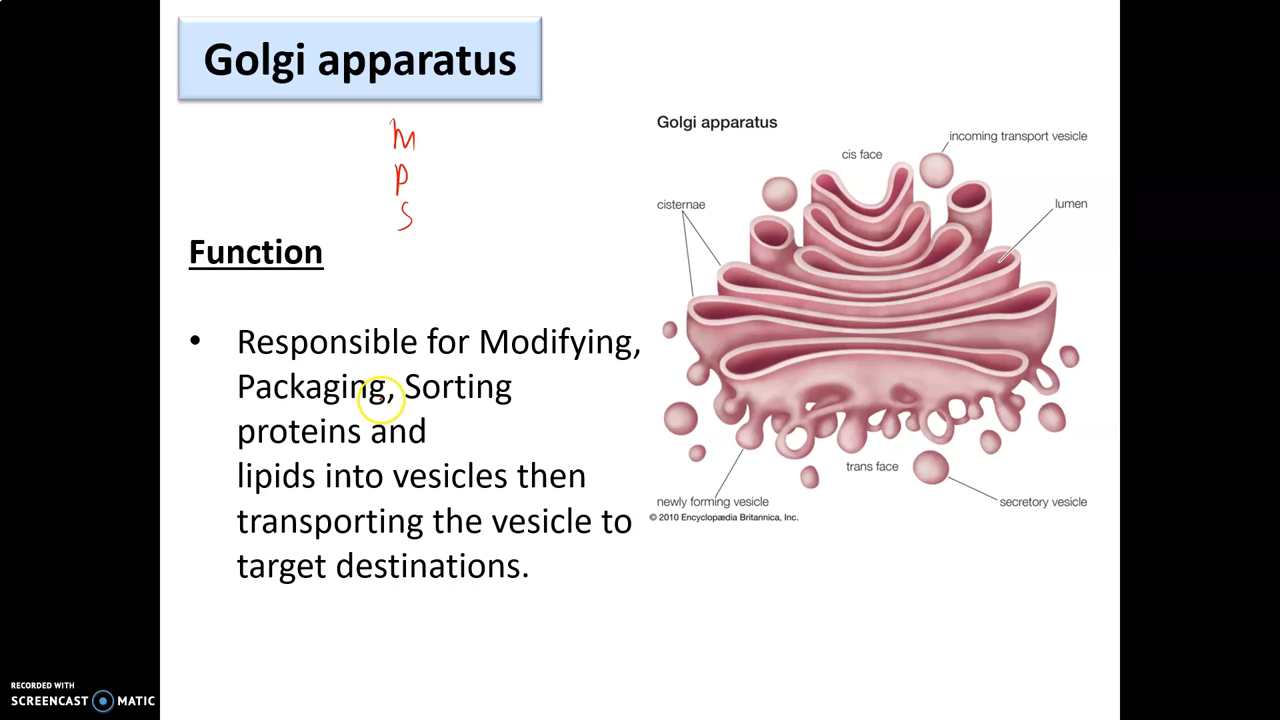 Golgi apparatus
M
P
S
Function
• Responsible for Modifying,
Packaging, Sorting
proteins and
lipids into vesicles then
transporting the vesicle to
target destinations.
Golgi apparatus
incoming transport vesicle
cis face
cisternae
lumen
trans face
newly forming vesicle
secretory vesicle
© 2010 Encyclopædia Britannica, Inc.
RECORDED WITH
SCREENCAST MATIC